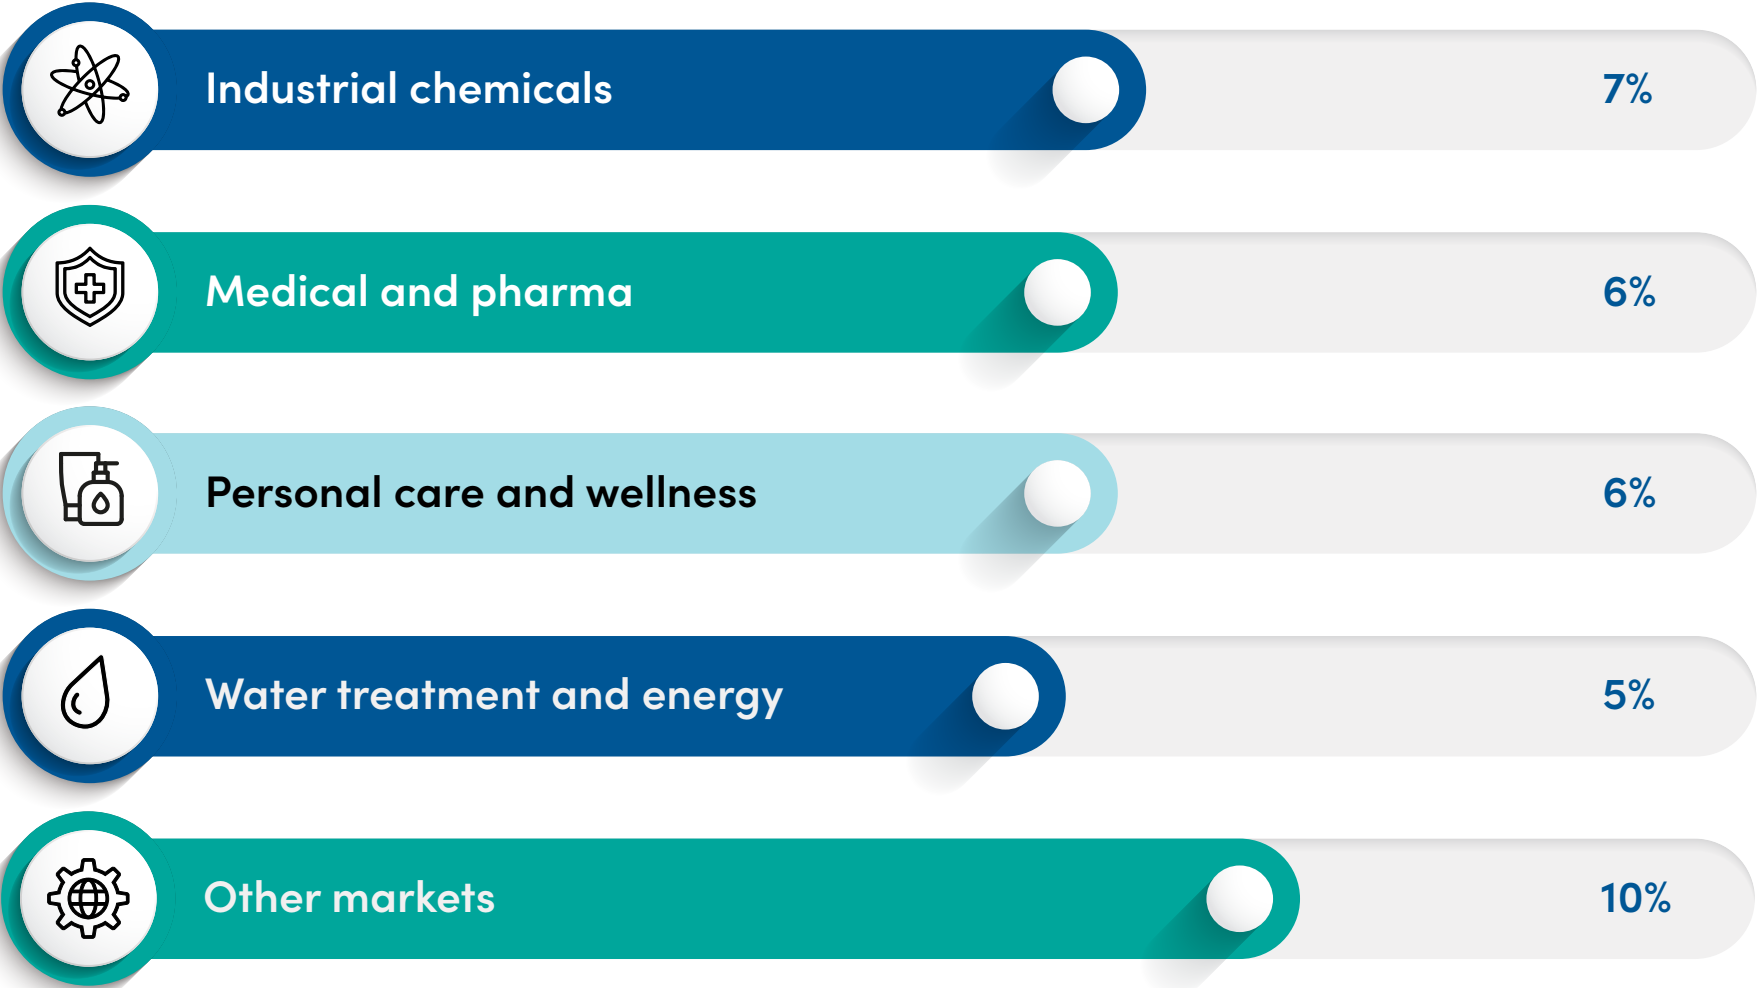 Industrial chemicals 7%
Medical and pharma 6%
Personal care and wellness 6%
Water treatment and energy 5%
Other markets 10%